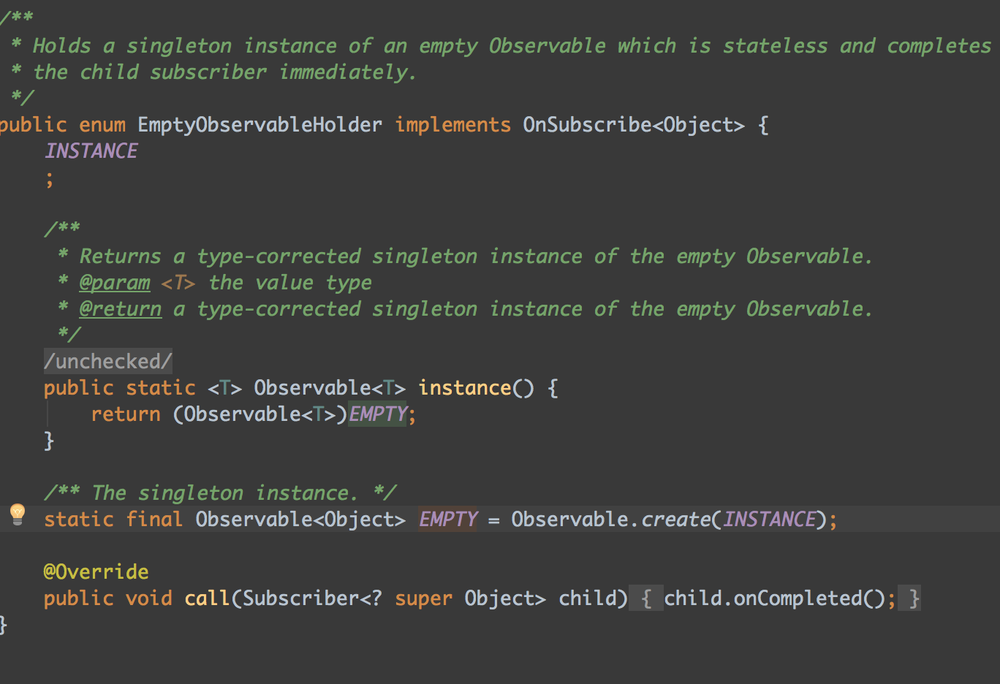 /**
 * Holds a singleton instance of an empty Observable which is stateless and completes
 * the child subscriber immediately.
 */
public enum EmptyObservableHolder implements OnSubscribe<Object> {
    INSTANCE
    ;

    /**
     * Returns a type-corrected singleton instance of the empty Observable.
     * @param <T> the value type
     * @return a type-corrected singleton instance of the empty Observable.
     */
    /unchecked/
    public static <T> Observable<T> instance() {
        return (Observable<T>)EMPTY;
    }

    /** The singleton instance. */
    static final Observable<Object> EMPTY = Observable.create(INSTANCE);

    @Override
    public void call(Subscriber<? super Object> child) { child.onCompleted(); }
}